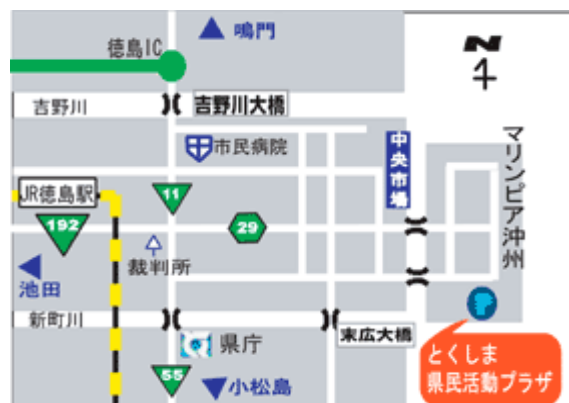 徳島IC
鳴門
N
吉野川
吉野川大橋
市民病院
中央市場
マリンピア沖州
JR徳島駅
11
192
29
裁判所
池田
新町川
県庁
末広大橋
とくしま
県民活動プラザ
55
小松島